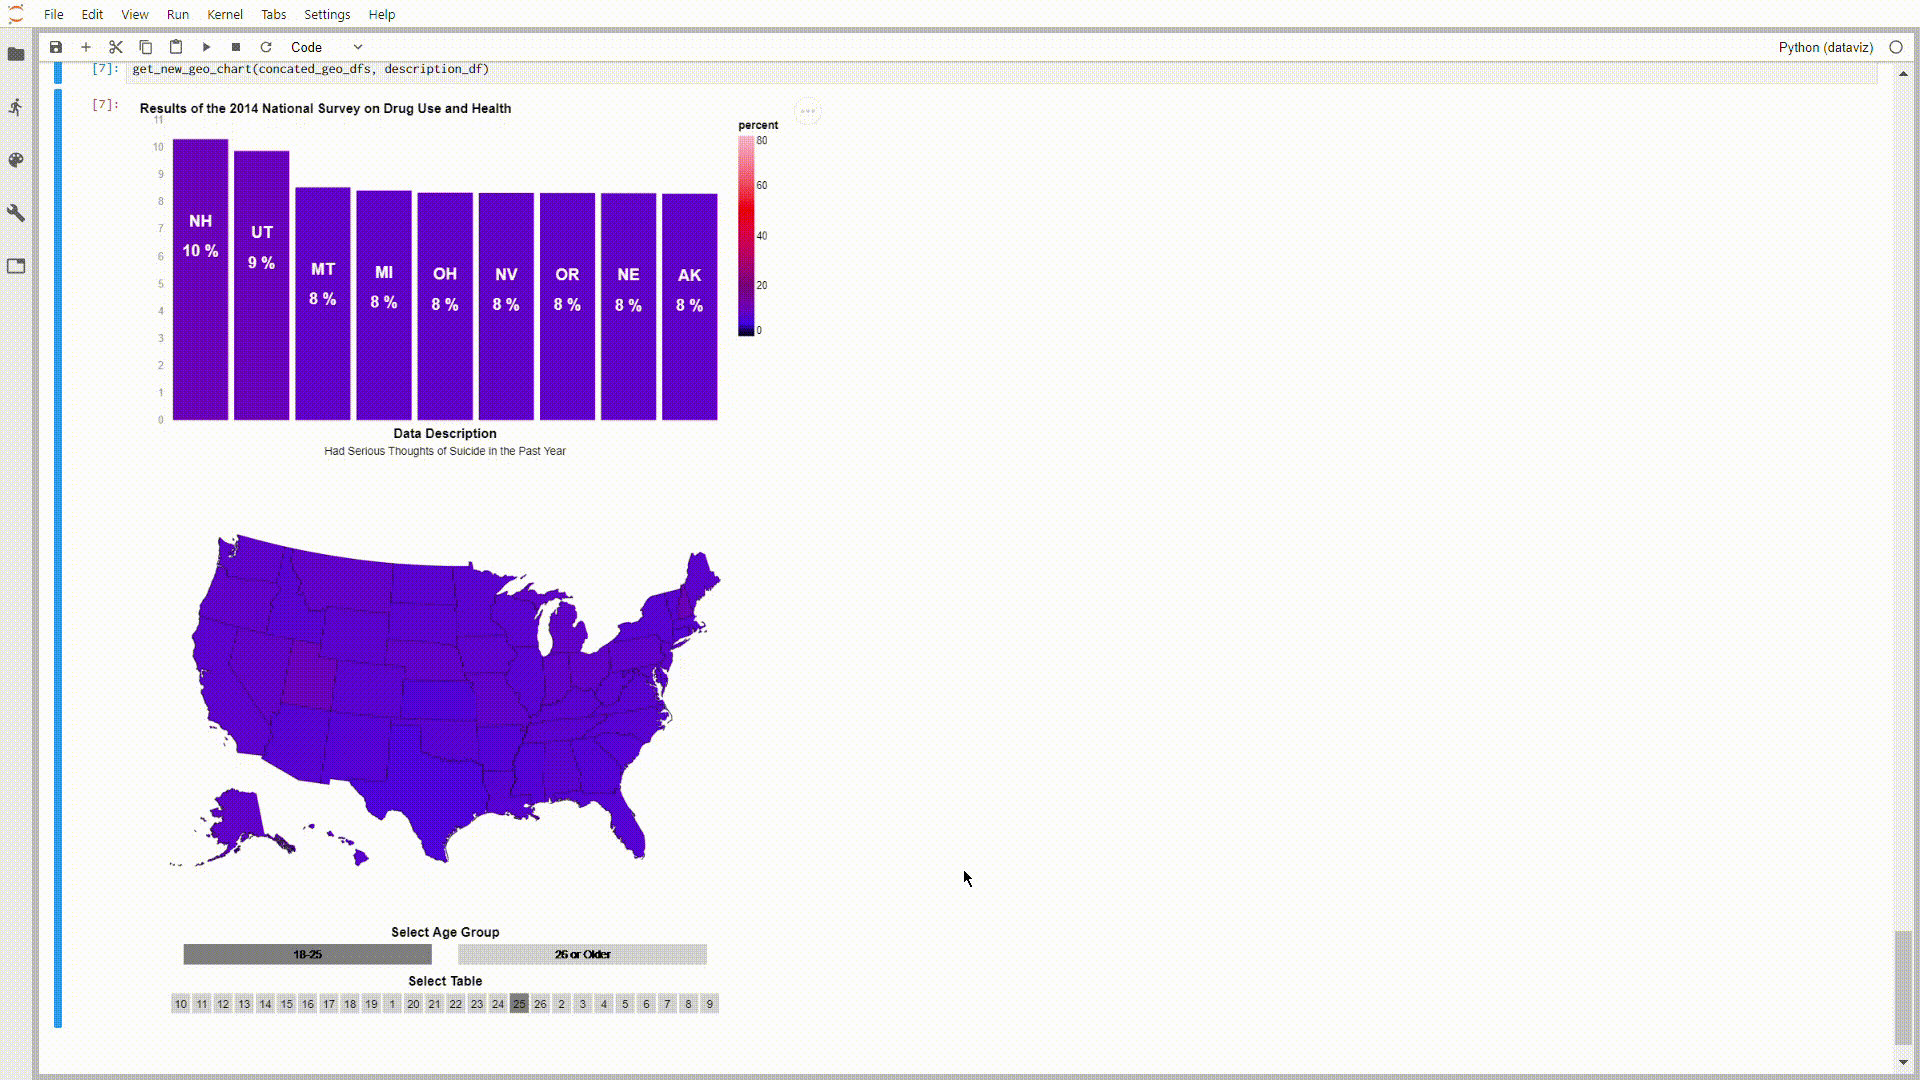 File Edit View Run Kernel Tabs Settings Help
Code
Python (dataviz)
[7]: get_new_geo_chart(concated_geo_dfs, description_df)
[7]:
Results of the 2014 National Survey on Drug Use and Health
11
10
9
8
7
6
5
4
3
2
1
0
NH
10 %
UT
9 %
MT
8 %
MI
8 %
OH
8 %
NV
8 %
OR
8 %
NE
8 %
AK
8 %
percent
80
60
40
20
0
Data Description
Had Serious Thoughts of Suicide in the Past Year
Select Age Group
18-25
26 or Older
Select Table
10 11 12 13 14 15 16 17 18 19 1 20 21 22 23 24 25 26 2 3 4 5 6 7 8 9